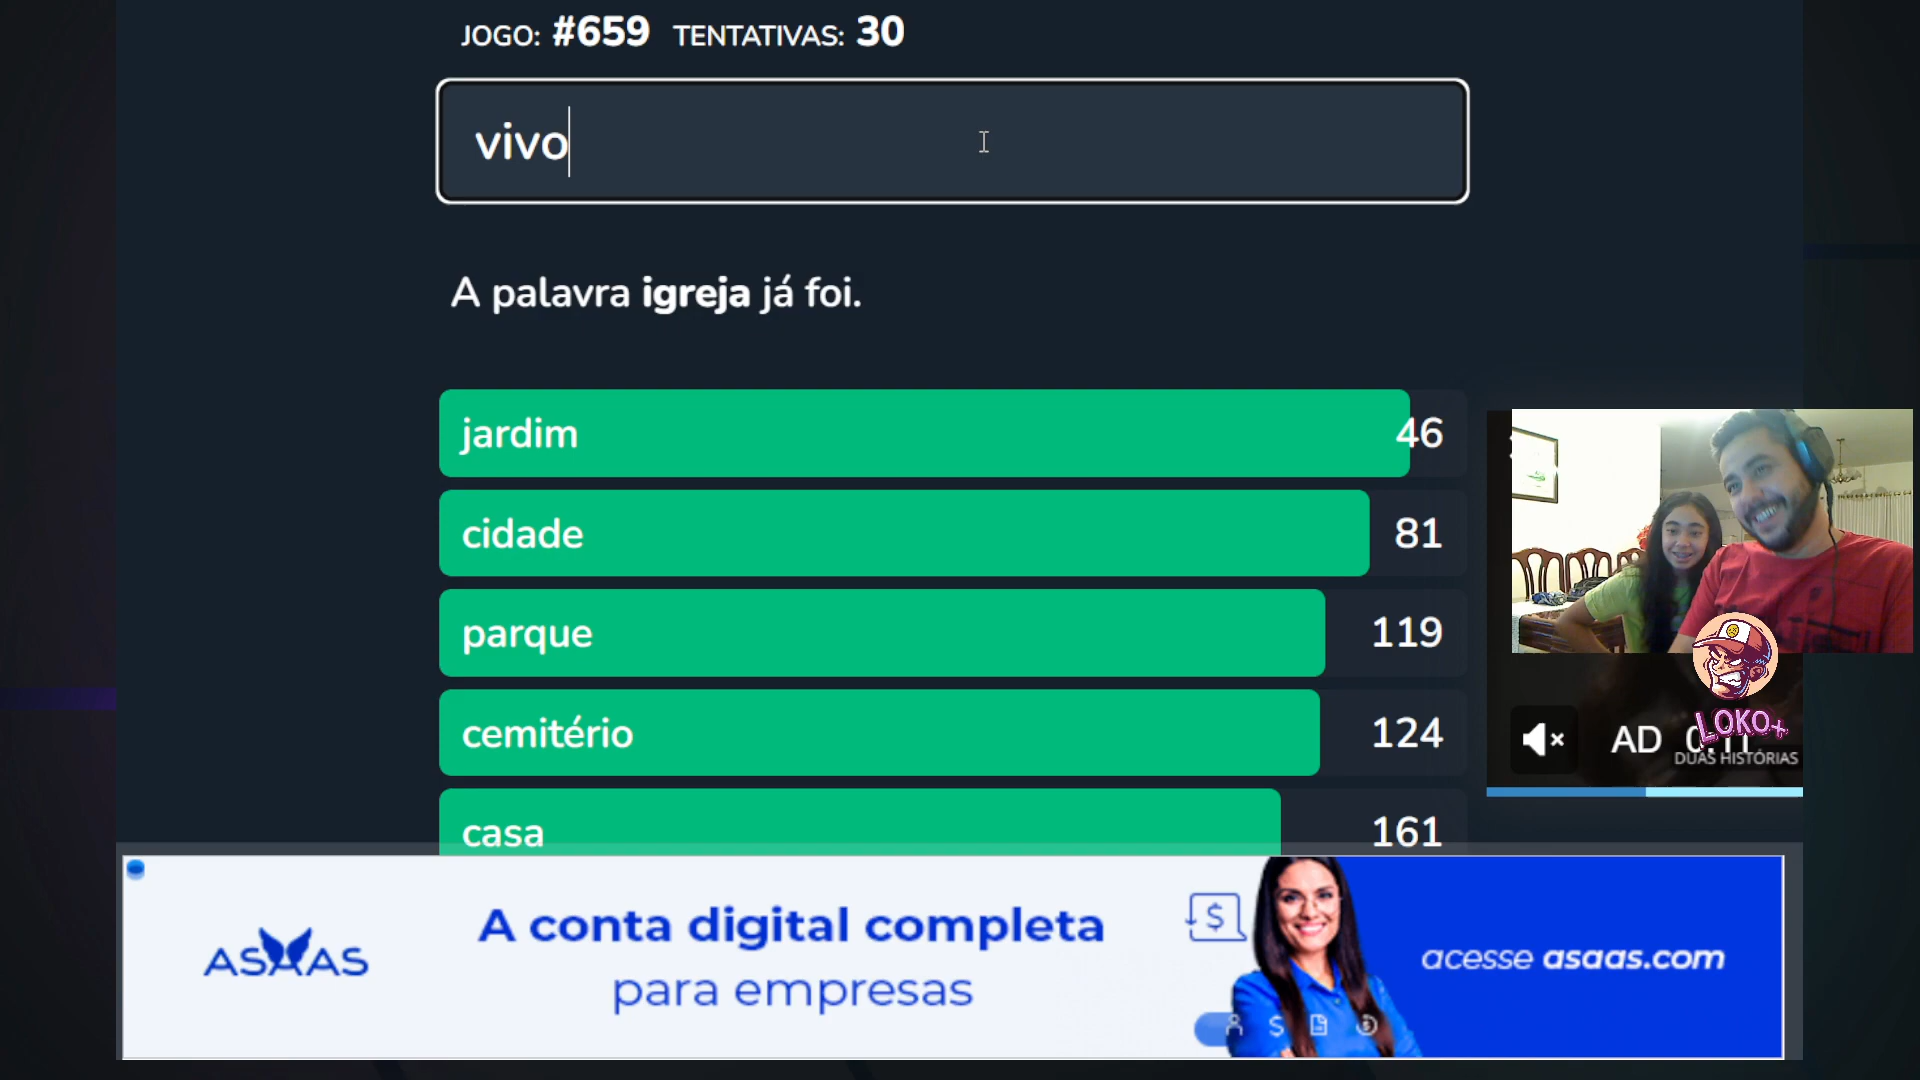 JOGO: #659 TENTATIVAS: 30
vivo
A palavra igreja já foi.
jardim 46
cidade 81
parque 119
cemitério 124
casa 161
AD
LOKO+
DUAS HISTÓRIAS
ASAAS
A conta digital completa
para empresas
acesse asaas.com